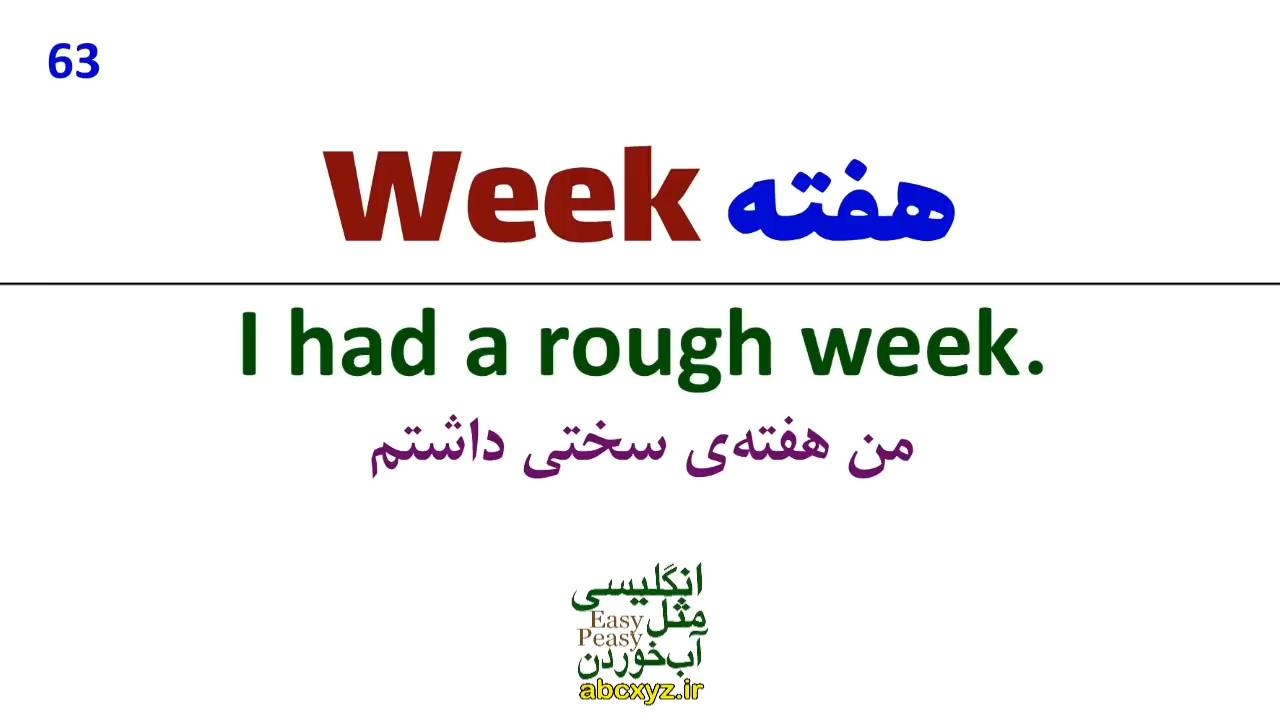 63
Week هفته
I had a rough week.
من هفته‌ی سختی داشتم
انگلیسی
مثل
Easy
Peasy
آب‌خوردن
abcxyz.ir